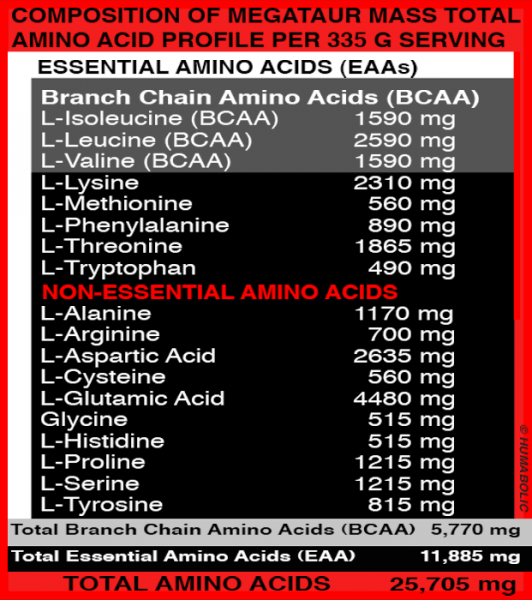 COMPOSITION OF MEGATAUR MASS TOTAL
AMINO ACID PROFILE PER 335 G SERVING
ESSENTIAL AMINO ACIDS (EAAs)
Branch Chain Amino Acids (BCAA)
L-Isoleucine (BCAA) 1590 mg
L-Leucine (BCAA) 2590 mg
L-Valine (BCAA) 1590 mg
L-Lysine 2310 mg
L-Methionine 560 mg
L-Phenylalanine 890 mg
L-Threonine 1865 mg
L-Tryptophan 490 mg
NON-ESSENTIAL AMINO ACIDS
L-Alanine 1170 mg
L-Arginine 700 mg
L-Aspartic Acid 2635 mg
L-Cysteine 560 mg
L-Glutamic Acid 4480 mg
Glycine 515 mg
L-Histidine 515 mg
L-Proline 1215 mg
L-Serine 1215 mg
L-Tyrosine 815 mg
© HUMABOLIC
Total Branch Chain Amino Acids (BCAA) 5,770 mg
Total Essential Amino Acids (EAA) 11,885 mg
TOTAL AMINO ACIDS 25,705 mg